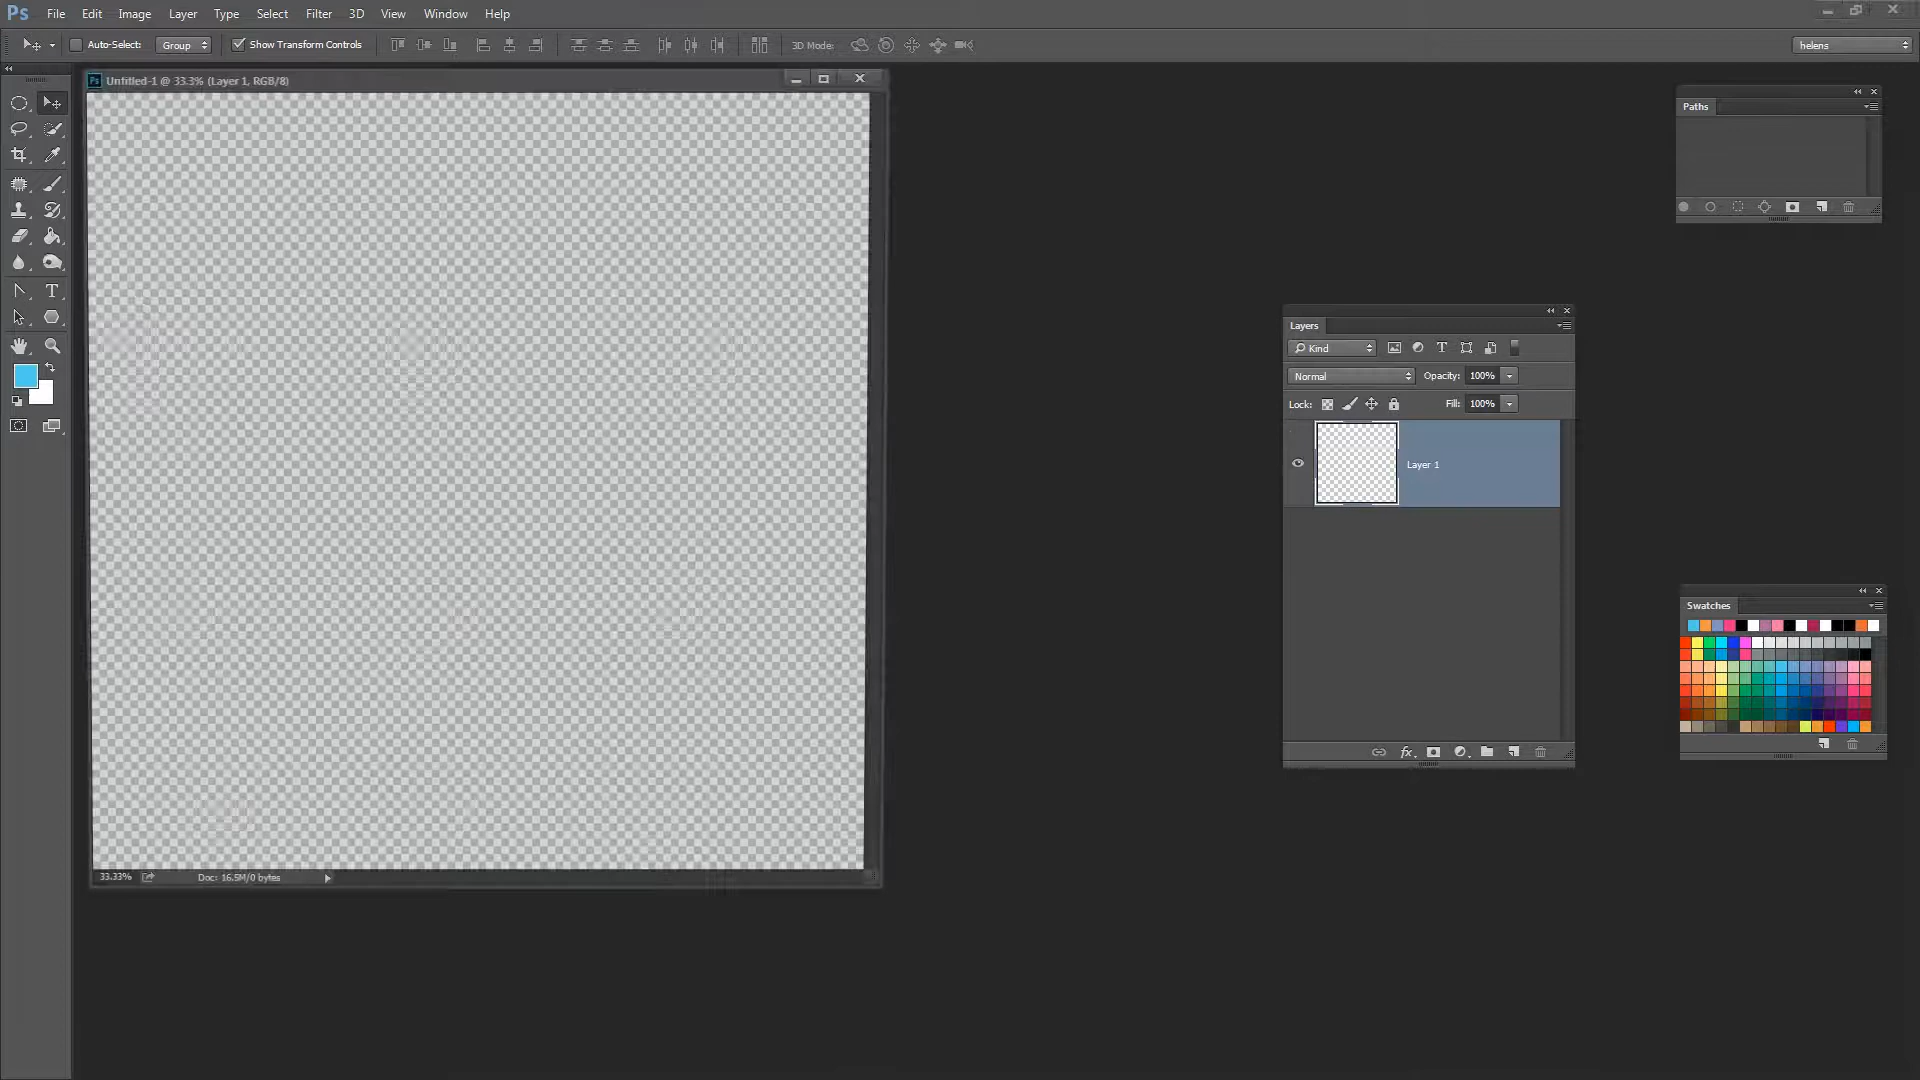 Ps File Edit Image Layer Type Select Filter 3D View Window Help
Auto-Select: Group Show Transform Controls 3D Mode: helens
Ps Untitled-1 @ 33.3% (Layer 1, RGB/8)
Paths
T
Layers
Kind T
Normal Opacity: 100%
Lock: Fill: 100%
Layer 1
Swatches
fx
33.33% Doc: 16.5M/0 bytes